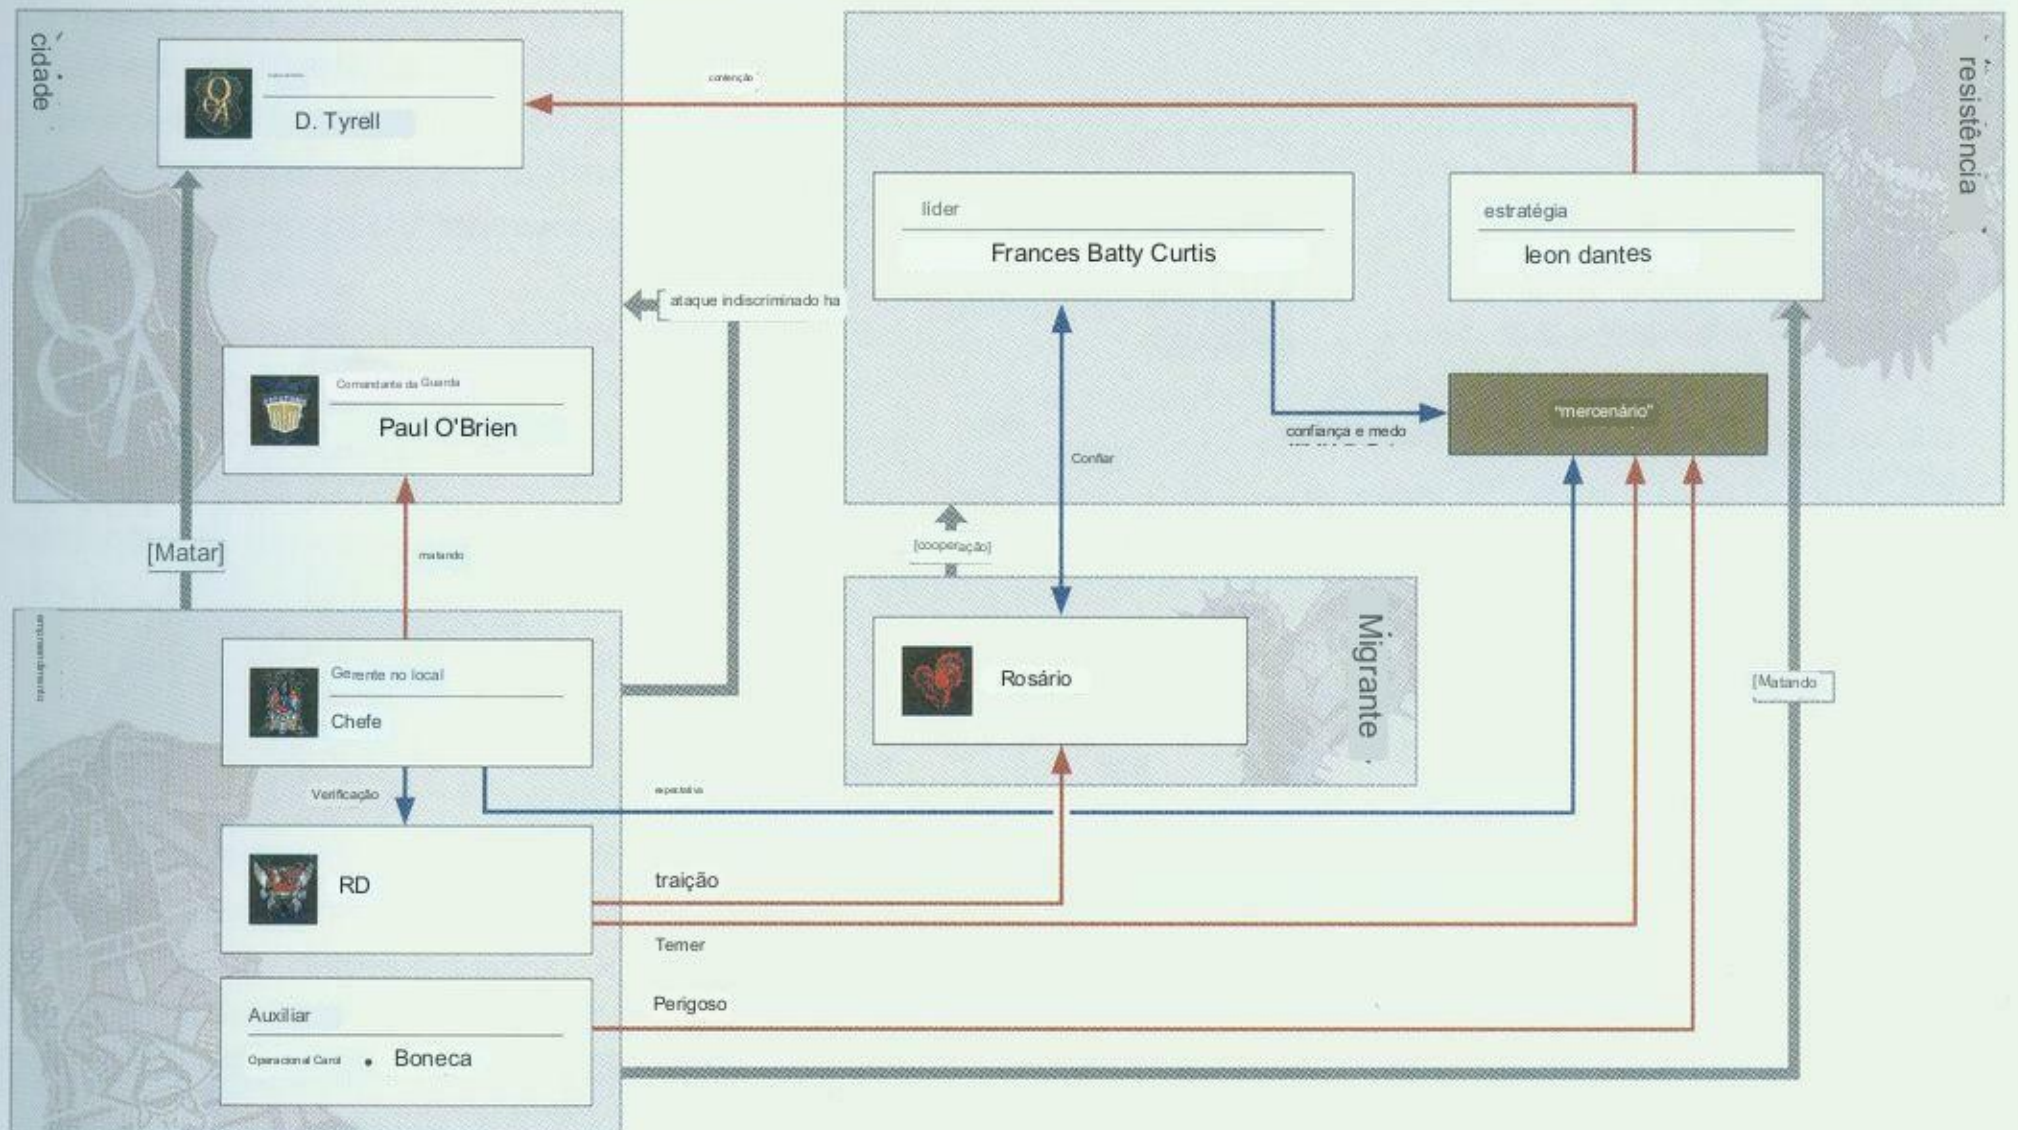 cidade
D. Tyrell
contenção
resistência
líder
Frances Batty Curtis
estratégia
leon dantes
[ataque indiscriminado ha
Comandante da Guarda
Paul O'Brien
"mercenário"
confiança e medo
Confiar
[Matar]
matando
[cooperação]
Gerente no local
Chefe
Rosário
Migrante
[Matando
Verificação
RD
traição
Temer
Auxiliar
Perigoso
Operacional Carol • Boneca